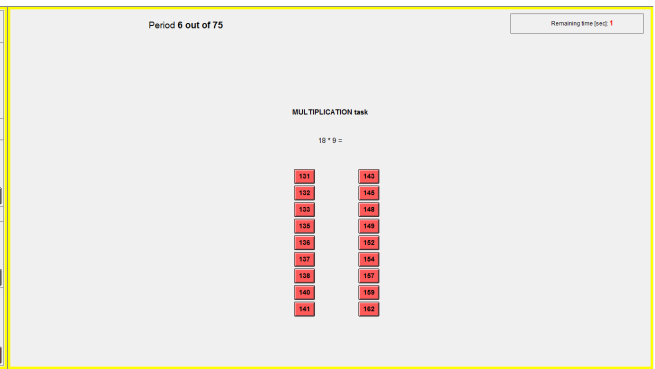 Period 6 out of 75
Remaining time [sec]: 1
MULTIPLICATION task
18 * 9 =
131 143
132 145
133 148
135 149
136 152
137 154
138 157
140 159
141 162